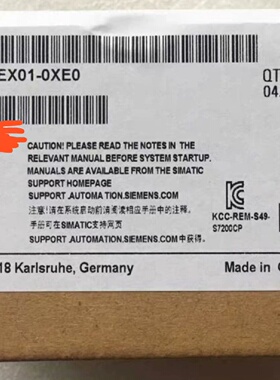 EX01-0XE0
QT
04.
CAUTION! PLEASE READ THE NOTES IN THE
RELEVANT MANUAL BEFORE SYSTEM STARTUP.
MANUALS ARE AVAILABLE FROM THE SIMATIC
SUPPORT HOMEPAGE
SUPPORT.AUTOMATION.SIEMENS.COM
注意!请在系统启动前请阅读相应手册中的注释。
手册可在SIMATIC支持网页
SUPPORT.AUTOMATION.SIEMENS.COM中获得。
KCC-REM-S49-
S7200CP
18 Karlsruhe, Germany
Made in